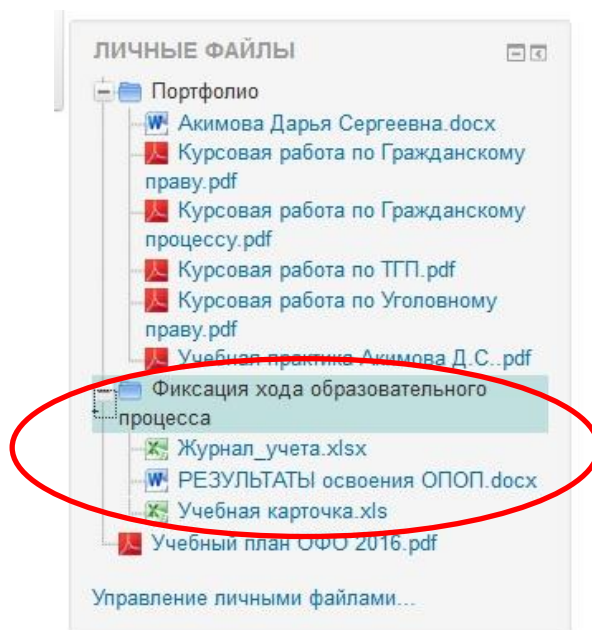 ЛИЧНЫЕ ФАЙЛЫ
Портфолио
Акимова Дарья Сергеевна.docx
Курсовая работа по Гражданскому
праву.pdf
Курсовая работа по Гражданскому
процессу.pdf
Курсовая работа по ТГП.pdf
Курсовая работа по Уголовному
праву.pdf
Учебная практика Акимова Д.С..pdf
Фиксация хода образовательного
процесса
Журнал_учета.xlsx
РЕЗУЛЬТАТЫ освоения ОПОП.docx
Учебная карточка.xls
Учебный план ОФО 2016.pdf
Управление личными файлами...